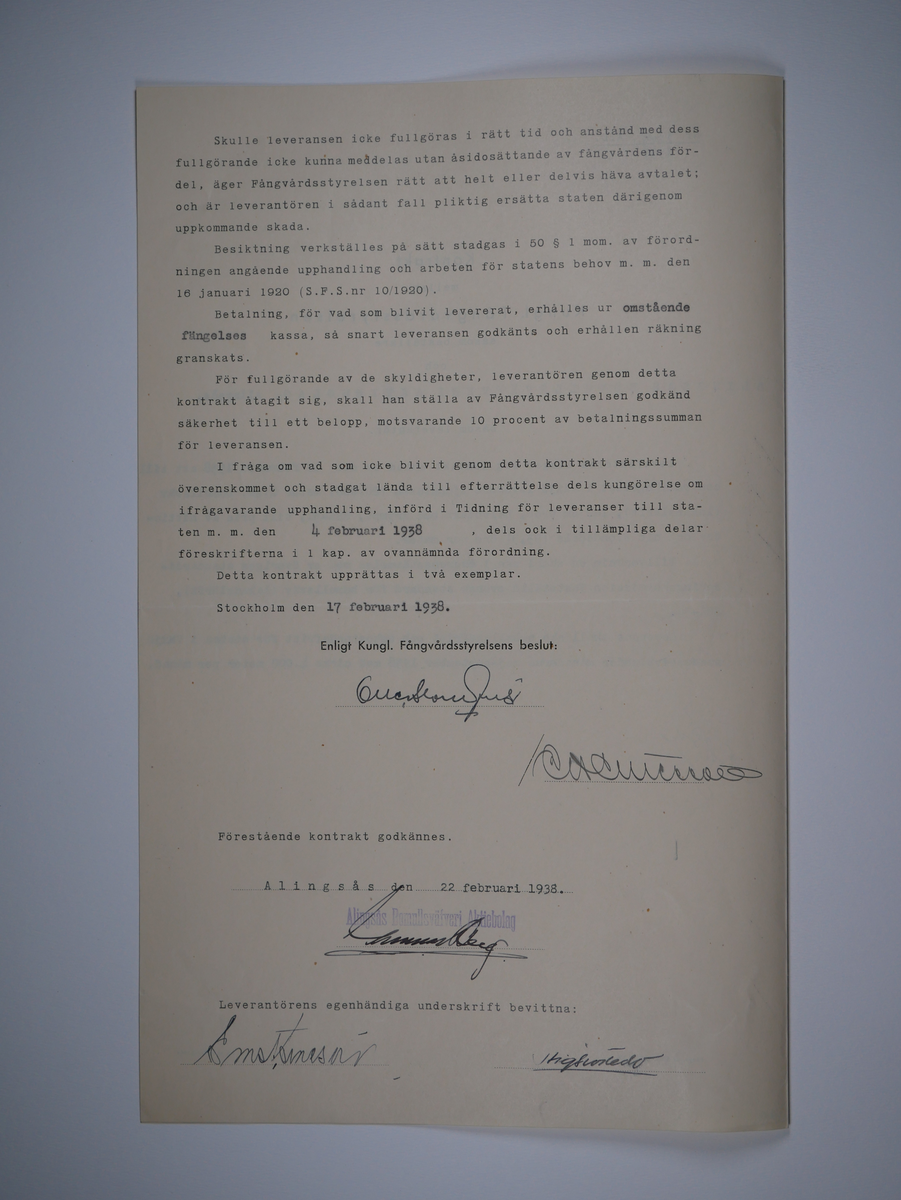 Skulle leveransen icke fullgöras i rätt tid och anstånd med dess
fullgörande icke kunna meddelas utan åsidosättande av fångvårdens för-
del, äger Fångvårdsstyrelsen rätt att helt eller delvis häva avtalet;
och är leverantören i sådant fall pliktig ersätta staten därigenom
uppkommande skada.
Besiktning verkställes på sätt stadgas i 50 § 1 mom. av förord-
ningen angående upphandling och arbeten för statens behov m. m. den
16 januari 1920 (S.F.S.nr 10/1920).
Betalning, för vad som blivit levererat, erhålles ur omstående
fängelses kassa, så snart leveransen godkänts och erhållen räkning
granskats.
För fullgörande av de skyldigheter, leverantören genom detta
kontrakt åtagit sig, skall han ställa av Fångvårdsstyrelsen godkänd
säkerhet till ett belopp, motsvarande 10 procent av betalningssumman
för leveransen.
I fråga om vad som icke blivit genom detta kontrakt särskilt
överenskommet och stadgat lända till efterrättelse dels kungörelse om
ifrågavarande upphandling, införd i Tidning för leveranser till sta-
ten m. m. den 4 februari 1938 , dels ock i tillämpliga delar
föreskrifterna i 1 kap. av ovannämnda förordning.
Detta kontrakt upprättas i två exemplar.
Stockholm den 17 februari 1938.
Enligt Kungl. Fångvårdsstyrelsens beslut:
Förestående kontrakt godkännes.
Alingsås den 22 februari 1938.
Alingsås Bomullsväfveri Aktiebolag
Leverantörens egenhändiga underskrift bevittna: